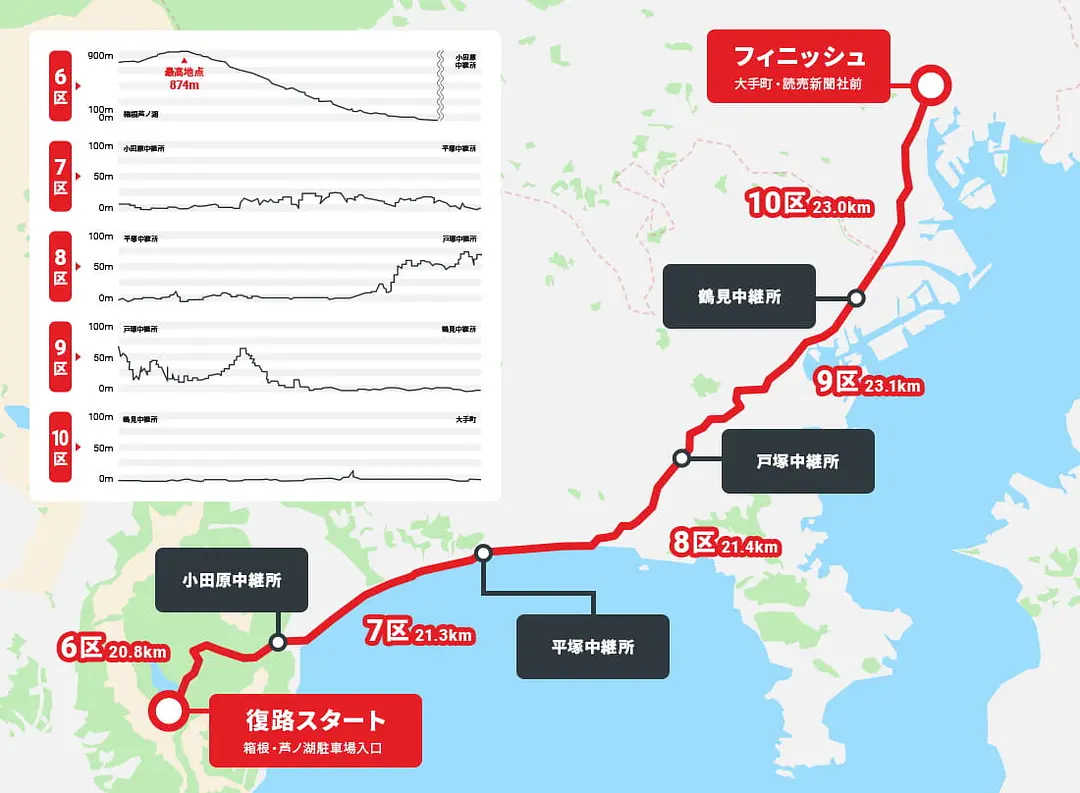 6区
900m
100m
0m
最高地点
874m
箱根芦ノ湖
小田原
中継所
7区
100m
50m
0m
小田原中継所
平塚中継所
8区
100m
50m
0m
平塚中継所
戸塚中継所
9区
100m
50m
0m
戸塚中継所
鶴見中継所
10区
100m
50m
0m
鶴見中継所
大手町
フィニッシュ
大手町・読売新聞社前
10区 23.0km
鶴見中継所
9区 23.1km
戸塚中継所
8区 21.4km
小田原中継所
7区 21.3km
平塚中継所
6区 20.8km
復路スタート
箱根・芦ノ湖駐車場入口